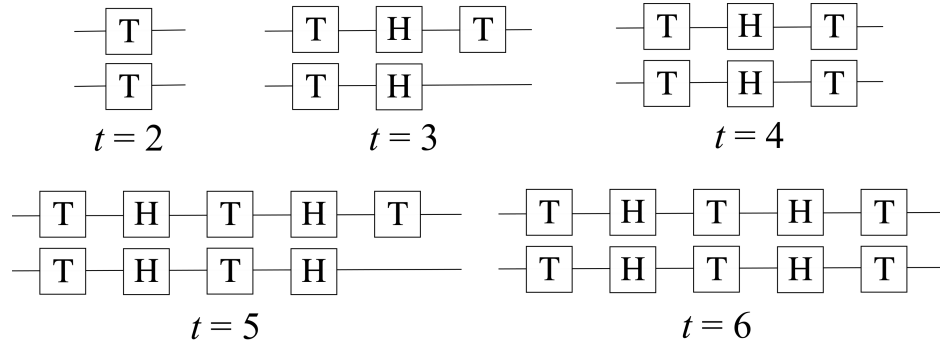 T T H T T H T
T T H T H T
t = 2 t = 3 t = 4
T H T H T T H T H T
T H T H T H T H T
t = 5 t = 6